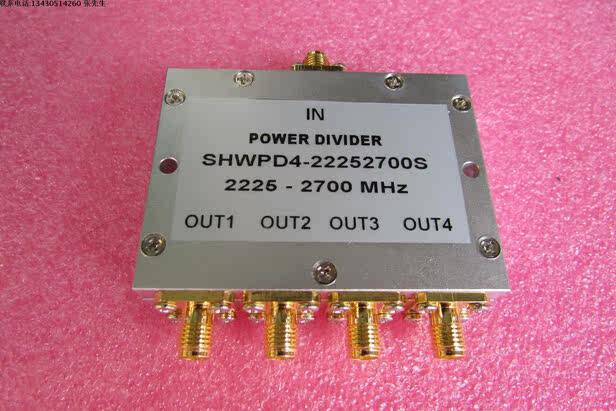 联系电话:13430514260 张先生
IN
POWER DIVIDER
SHWPD4-22252700S
2225 - 2700 MHz
OUT1 OUT2 OUT3 OUT4